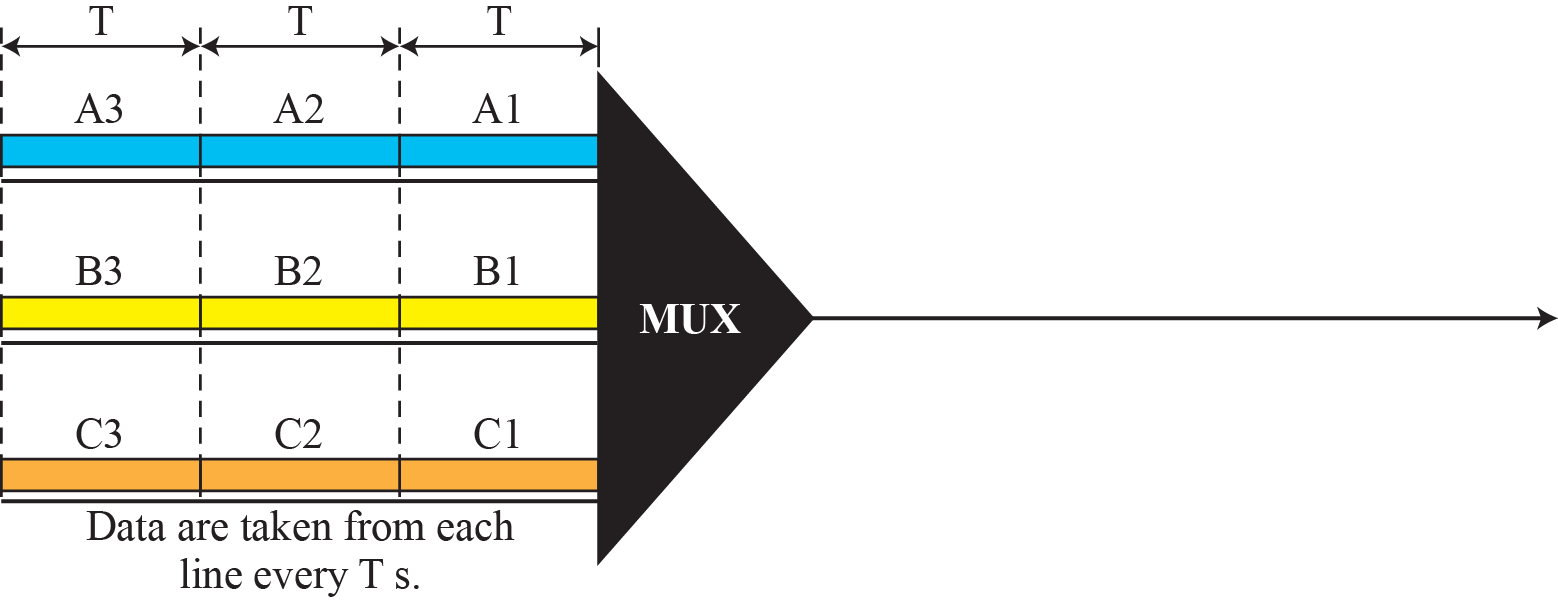 T T T
A3 A2 A1
B3 B2 B1
MUX
C3 C2 C1
Data are taken from each
line every T s.